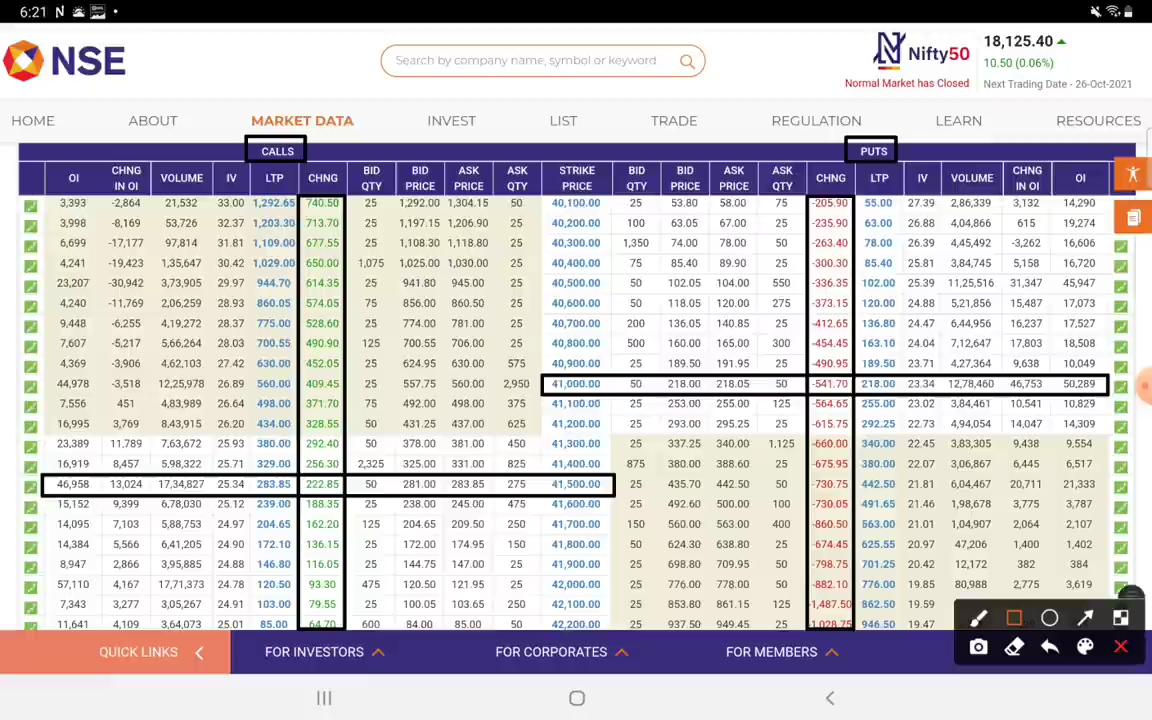 6:21 N
NSE
Search by company name, symbol or keyword
Nifty50
18,125.40
10.50 (0.06%)
Normal Market has Closed
Next Trading Date - 26-Oct-2021
HOME ABOUT MARKET DATA INVEST LIST TRADE REGULATION LEARN RESOURCES
CALLS PUTS
OI CHNG IN OI VOLUME IV LTP CHNG BID QTY BID PRICE ASK PRICE ASK QTY STRIKE PRICE BID QTY BID PRICE ASK PRICE ASK QTY CHNG LTP IV VOLUME CHNG IN OI OI
3,393 -2,864 21,532 33.00 1,292.65 740.50 25 1,292.00 1,304.15 50 40,100.00 25 53.80 58.00 75 -205.90 55.00 27.39 2,86,339 3,132 14,290
3,998 -8,169 53,726 32.37 1,203.30 713.70 25 1,197.15 1,206.90 25 40,200.00 100 63.05 67.00 25 -235.90 63.00 26.88 4,04,866 615 19,274
6,699 -17,177 97,814 31.81 1,109.00 677.55 25 1,108.30 1,118.80 25 40,300.00 1,350 74.00 78.00 50 -263.40 78.00 26.39 4,45,492 -3,262 16,606
4,241 -19,423 1,35,647 30.42 1,029.00 650.00 1,075 1,025.00 1,030.00 25 40,400.00 75 85.40 89.90 25 -300.30 85.40 25.81 3,84,745 5,158 16,720
23,207 -30,942 3,73,905 29.97 944.70 614.35 25 941.80 945.00 25 40,500.00 50 102.05 104.00 550 -336.35 102.00 25.39 11,25,516 31,347 45,947
4,240 -11,769 2,06,259 28.93 860.05 574.05 75 856.00 860.50 25 40,600.00 50 118.05 120.00 275 -373.15 120.00 24.88 5,21,856 15,487 17,073
9,448 -6,255 4,19,272 28.37 775.00 528.60 25 774.00 781.00 25 40,700.00 200 136.05 140.85 25 -412.65 136.80 24.47 6,44,956 16,237 17,527
7,607 -5,217 5,66,264 28.03 700.55 490.90 125 700.55 706.00 25 40,800.00 500 160.00 165.00 300 -454.45 163.10 24.04 7,12,647 17,803 18,508
4,369 -3,906 4,62,103 27.42 630.00 452.05 25 624.95 630.00 575 40,900.00 25 189.50 191.95 25 -490.95 189.50 23.71 4,27,364 9,638 10,049
44,978 -3,518 12,25,978 26.89 560.00 409.45 25 557.75 560.00 2,950 41,000.00 50 218.00 218.05 50 -541.70 218.00 23.34 12,78,460 46,753 50,289
7,556 451 4,83,989 26.64 498.00 371.70 75 492.00 498.00 375 41,100.00 25 253.00 255.00 125 -564.65 255.00 23.02 3,84,461 10,541 10,829
16,995 3,769 8,43,915 26.20 434.00 328.55 50 431.25 437.00 625 41,200.00 25 293.00 295.25 25 -615.75 292.25 22.73 4,94,054 14,047 14,309
23,389 11,789 7,63,672 25.93 380.00 292.40 50 378.00 381.00 450 41,300.00 25 337.25 340.00 1,125 -660.00 340.00 22.45 3,83,305 9,438 9,554
16,919 8,457 5,98,322 25.71 329.00 256.30 2,325 325.00 331.00 825 41,400.00 875 380.00 388.60 25 -675.95 380.00 22.07 3,06,867 6,445 6,517
46,958 13,024 17,34,827 25.34 283.85 222.85 50 281.00 283.85 275 41,500.00 25 435.70 442.50 25 -730.75 442.50 21.81 6,04,467 20,711 21,333
15,152 9,399 6,78,030 25.12 239.00 188.35 25 238.00 245.00 475 41,600.00 25 492.60 500.00 100 -730.05 491.65 21.46 1,98,678 3,775 3,787
14,095 7,103 5,88,753 24.97 204.65 162.20 125 204.65 209.50 250 41,700.00 150 560.00 563.00 400 -860.50 563.00 21.01 1,04,907 2,064 2,107
14,384 5,566 6,41,205 24.90 172.10 136.15 25 172.00 174.95 150 41,800.00 50 624.30 638.80 25 -674.45 625.55 20.97 47,206 1,400 1,402
8,947 2,866 3,95,885 24.88 146.80 116.05 25 144.75 147.00 25 41,900.00 25 698.80 709.95 50 -798.75 701.25 20.42 12,172 382 384
57,110 4,167 17,71,373 24.78 120.50 93.30 475 120.50 121.95 25 42,000.00 25 776.00 778.00 50 -882.10 776.00 19.85 80,988 2,775 3,619
7,343 3,277 3,05,267 24.91 103.00 79.55 25 100.05 103.65 250 42,100.00 25 853.80 861.15 125 -1,487.50 862.50 19.59
11,641 4,109 3,64,073 25.01 85.00 64.70 600 84.00 85.00 50 42,200.00 25 937.50 949.45 25 -1,028.75 946.50 19.47
QUICK LINKS FOR INVESTORS FOR CORPORATES FOR MEMBERS